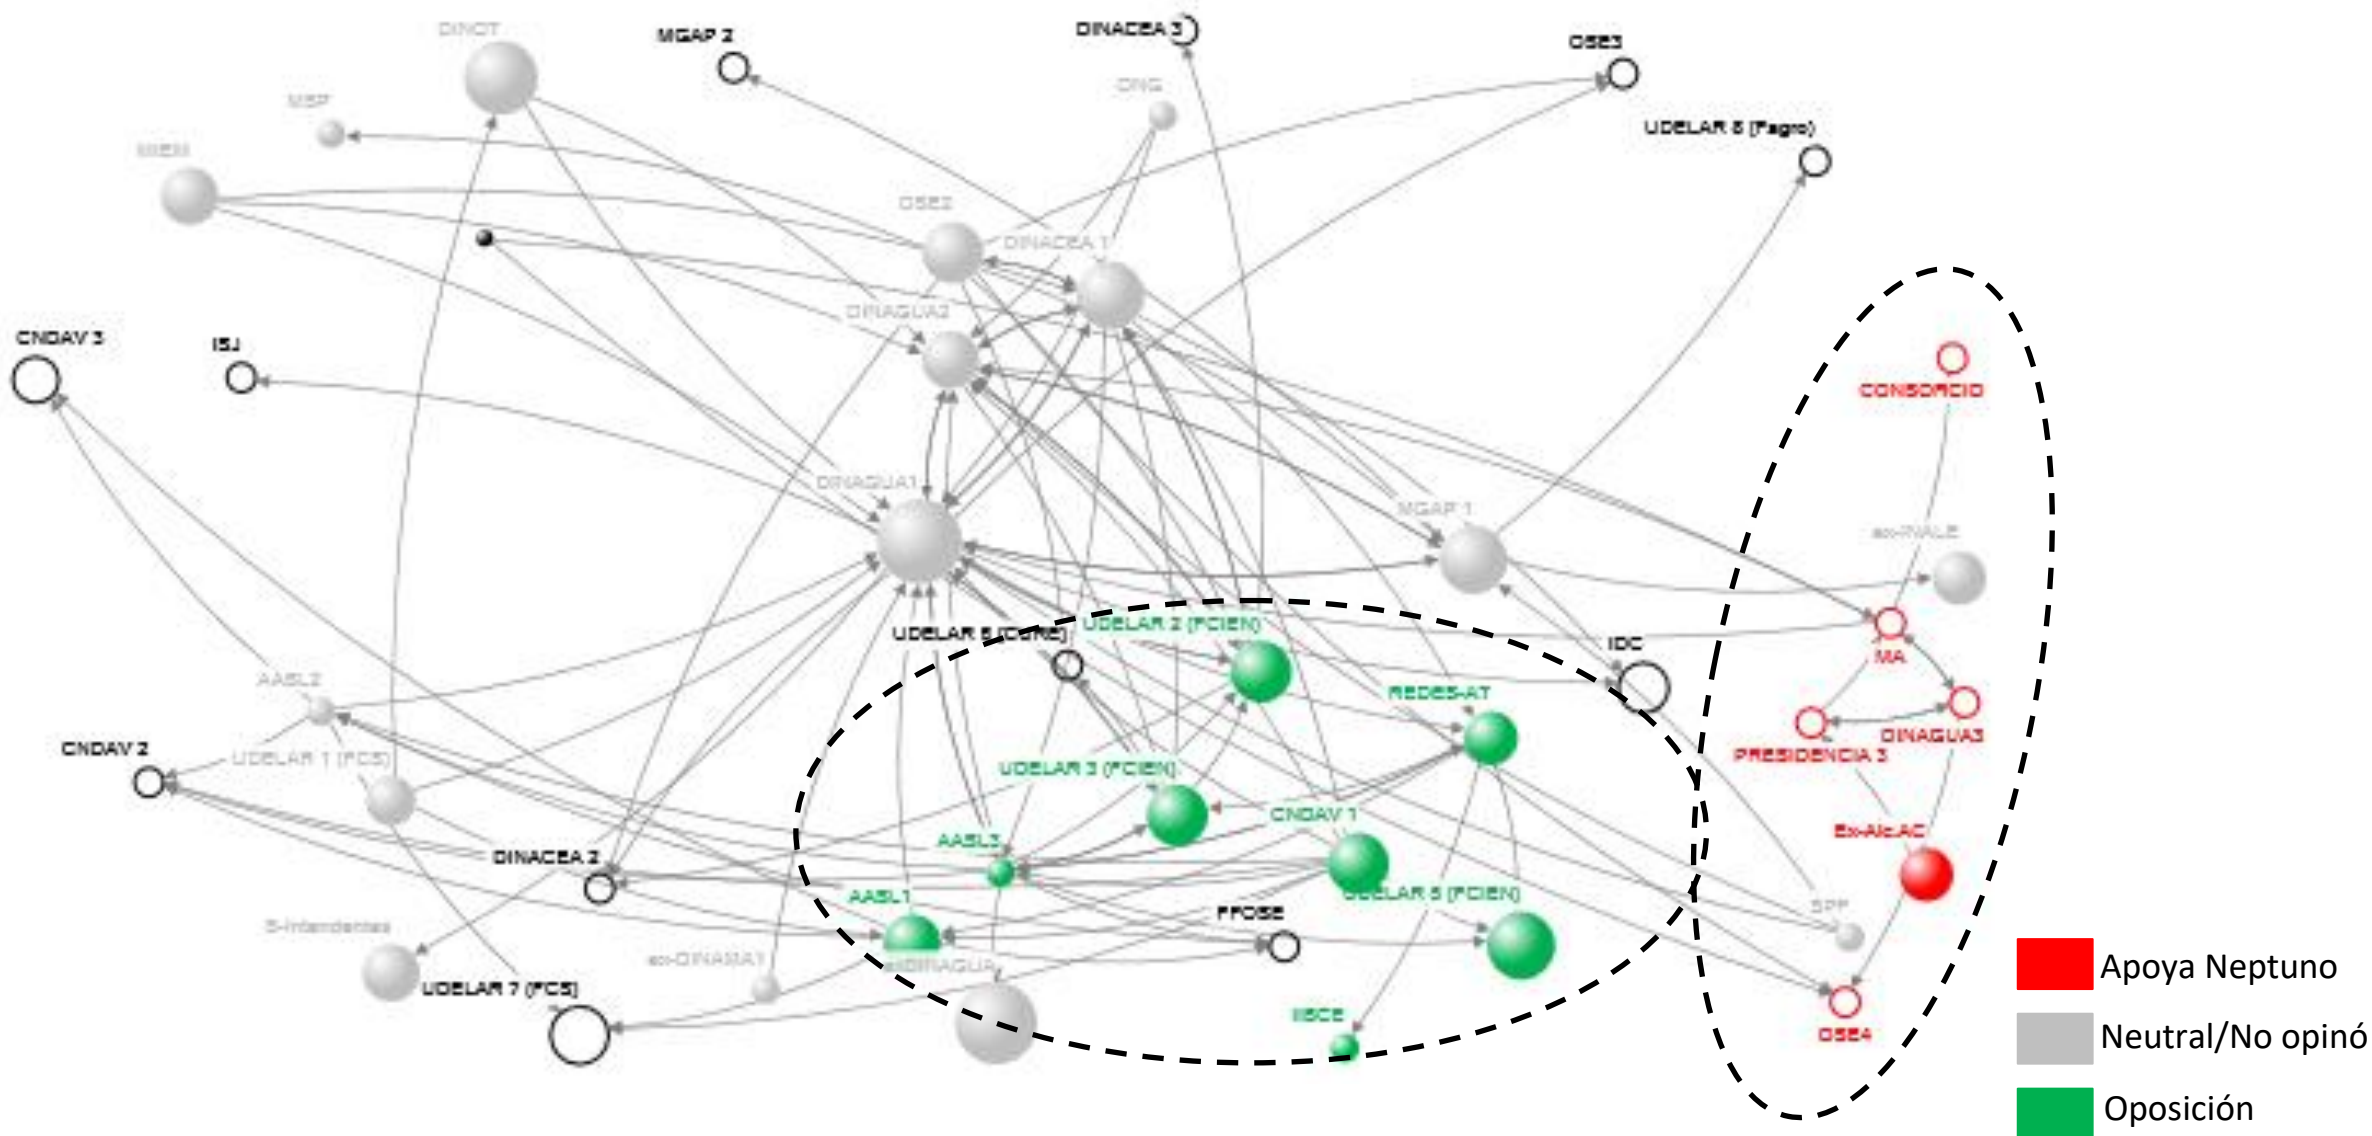 DINOT
MGAP 2
DINACEA 3
OSE3
ONG
MSP
UDELAR 8 (Fagro)
MIEM
OSE2
DINACEA 1
DINAGUA2
CNDAV 3
ISJ
CONSORCIO
DINAGUA1
MGAP 1
ex-INALE
UDELAR 6 (CURE)
UDELAR 2 (FCIEN)
IDC
MA
AASL2
REDES-AT
CNDAV 2
UDELAR 1 (FCS)
DINAGUA3
PRESIDENCIA 3
UDELAR 3 (FCIEN)
CNDAV 1
Ex-Alc.AC
AASL3
DINACEA 2
AASL1
UDELAR 5 (FCIEN)
SPP
FFOSE
S-Intendentes
ex-DINAMA1
exDINAGUA
UDELAR 7 (FCS)
IIBCE
OSE4
Apoya Neptuno
Neutral/No opinó
Oposición